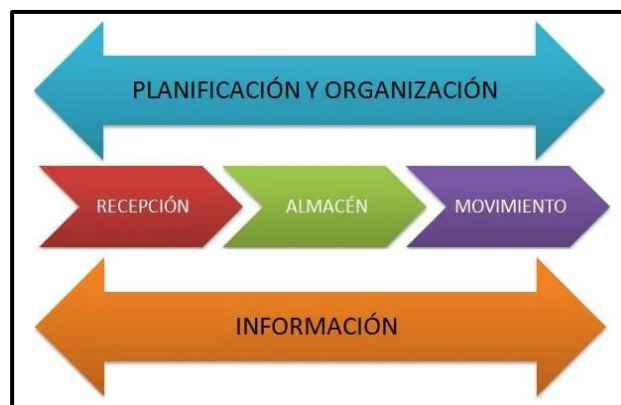 PLANIFICACIÓN Y ORGANIZACIÓN
RECEPCIÓN
ALMACÉN
MOVIMIENTO
INFORMACIÓN